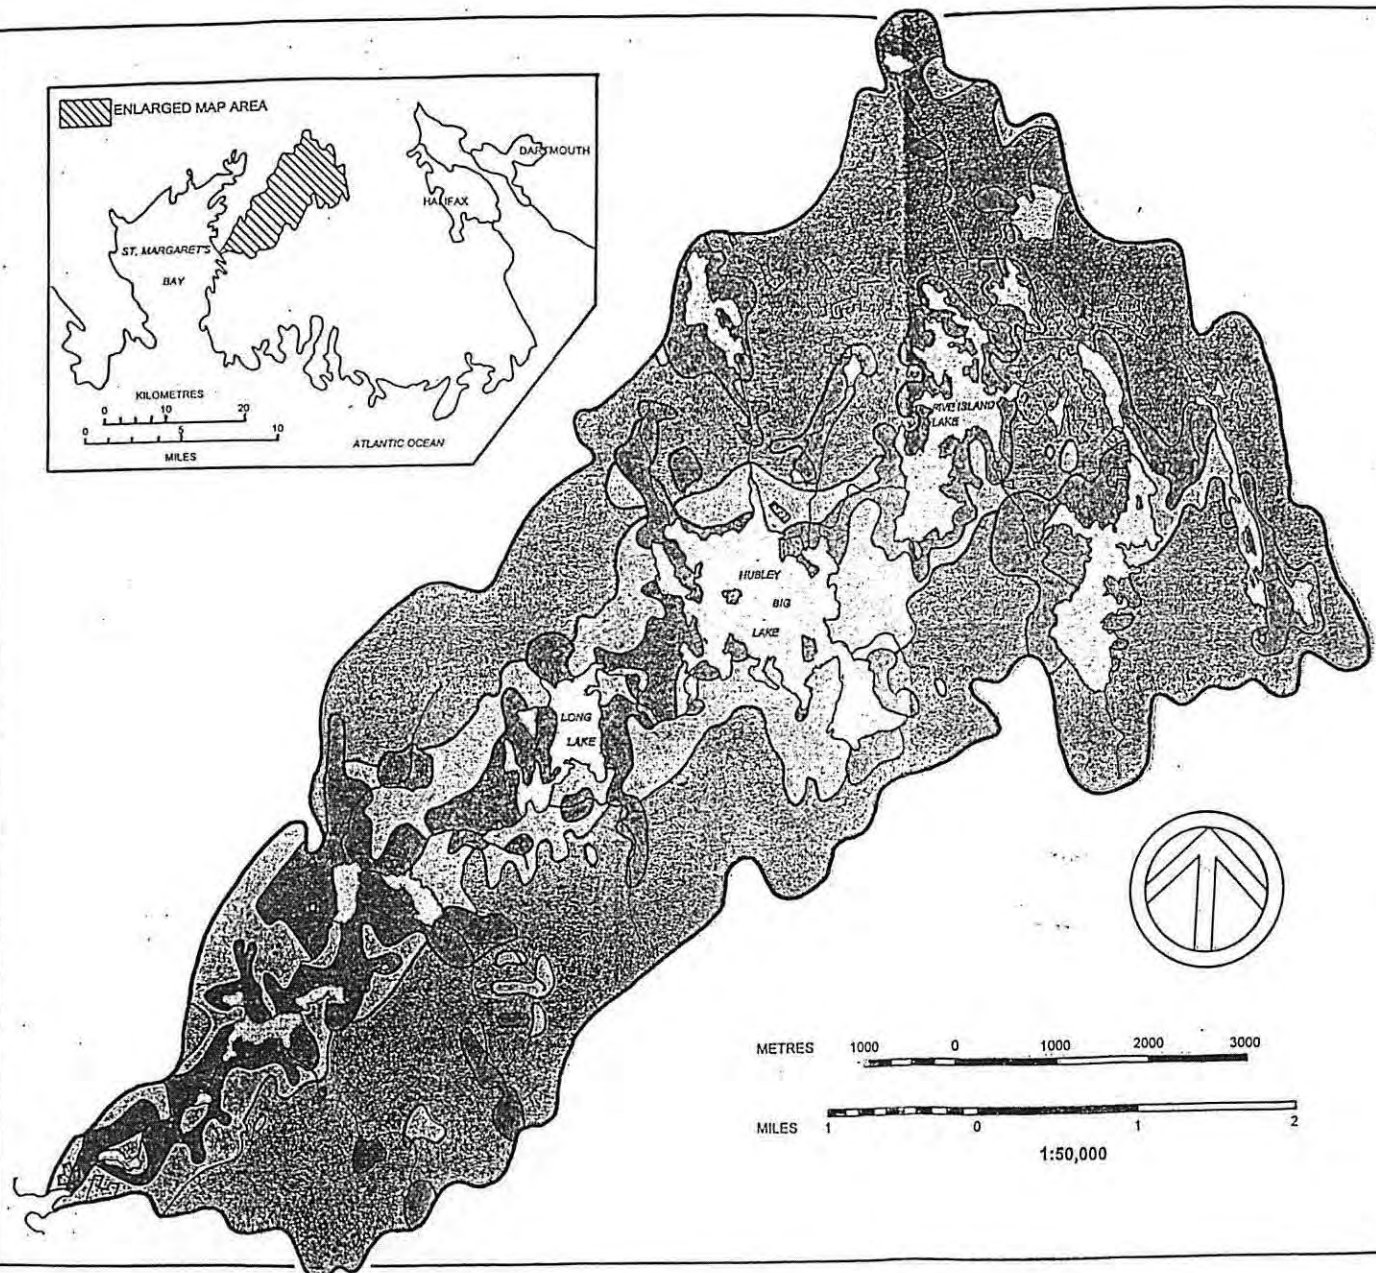 ENLARGED MAP AREA
DARTMOUTH
HALIFAX
ST. MARGARET'S
BAY
KILOMETRES
0 10 20
0 5 10
MILES
ATLANTIC OCEAN
FIVE ISLAND
LAKE
HUBLEY
BIG
LAKE
LONG
LAKE
METRES 1000 0 1000 2000 3000
MILES 1 0 1 2
1:50,000